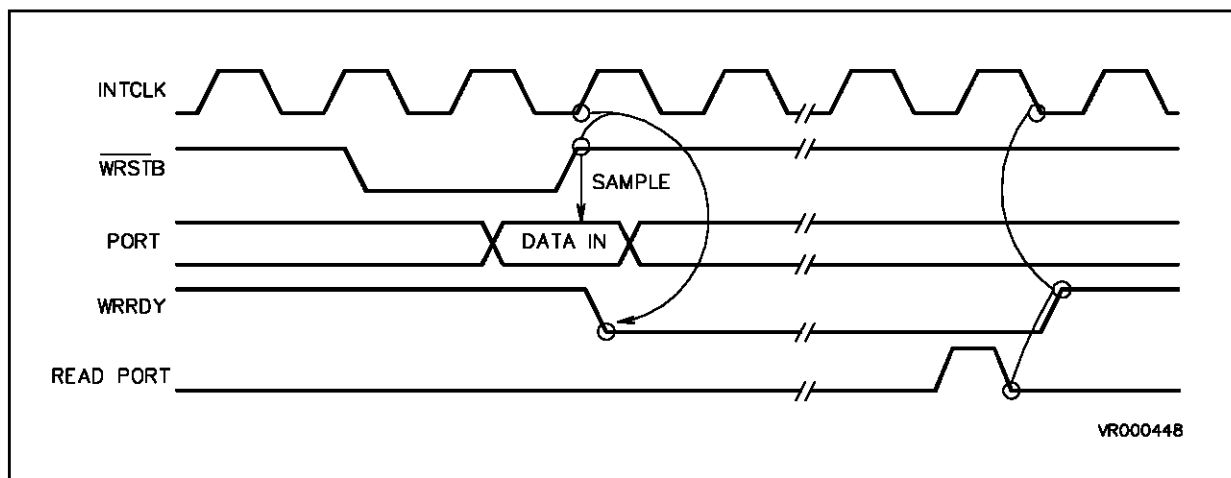 INTCLK
WRSTB
SAMPLE
PORT
DATA IN
WRRDY
READ PORT
VR000448